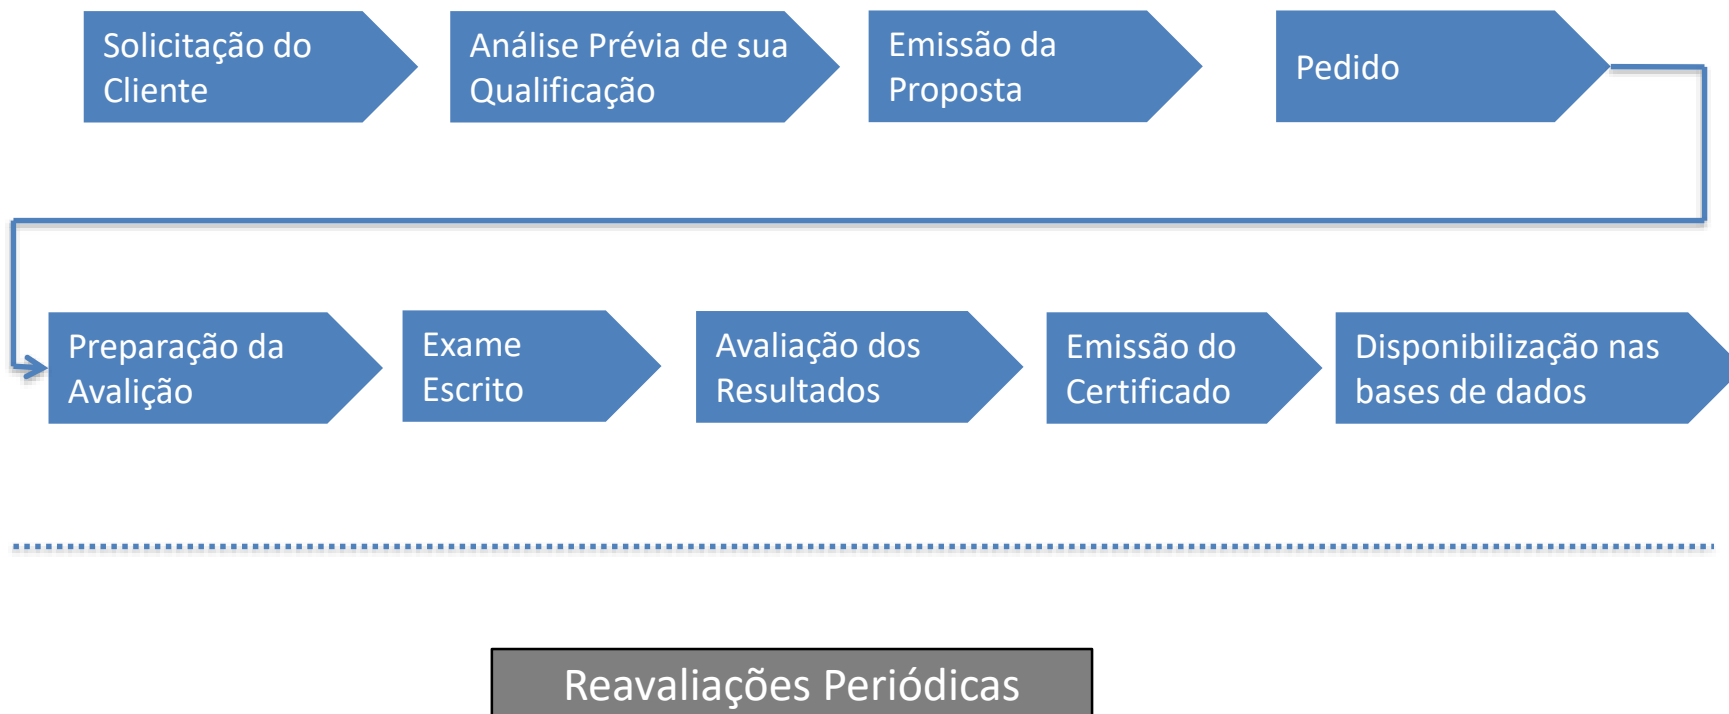 Solicitação do
Cliente
Análise Prévia de sua
Qualificação
Emissão da
Proposta
Pedido
Preparação da
Avalição
Exame
Escrito
Avaliação dos
Resultados
Emissão do
Certificado
Disponibilização nas
bases de dados
Reavaliações Periódicas